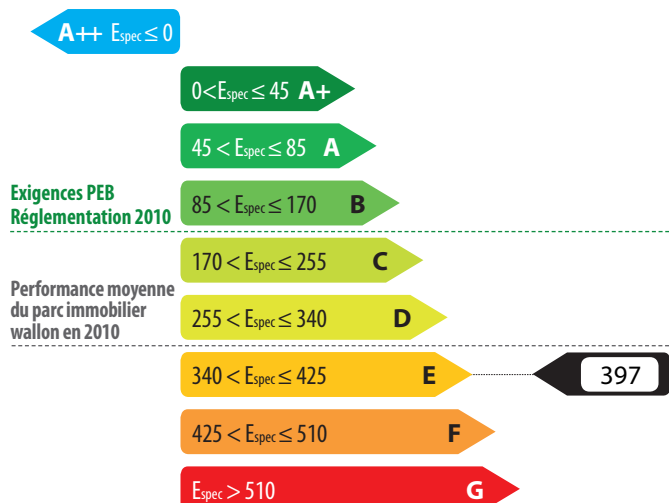 A++ Espec ≤ 0
0<Espec ≤ 45 A+
45 < Espec ≤ 85 A
Exigences PEB
Réglementation 2010
85 < Espec ≤ 170 B
170 < Espec ≤ 255 C
Performance moyenne
du parc immobilier
wallon en 2010
255 < Espec ≤ 340 D
340 < Espec ≤ 425 E
397
425 < Espec ≤ 510 F
Espec > 510 G